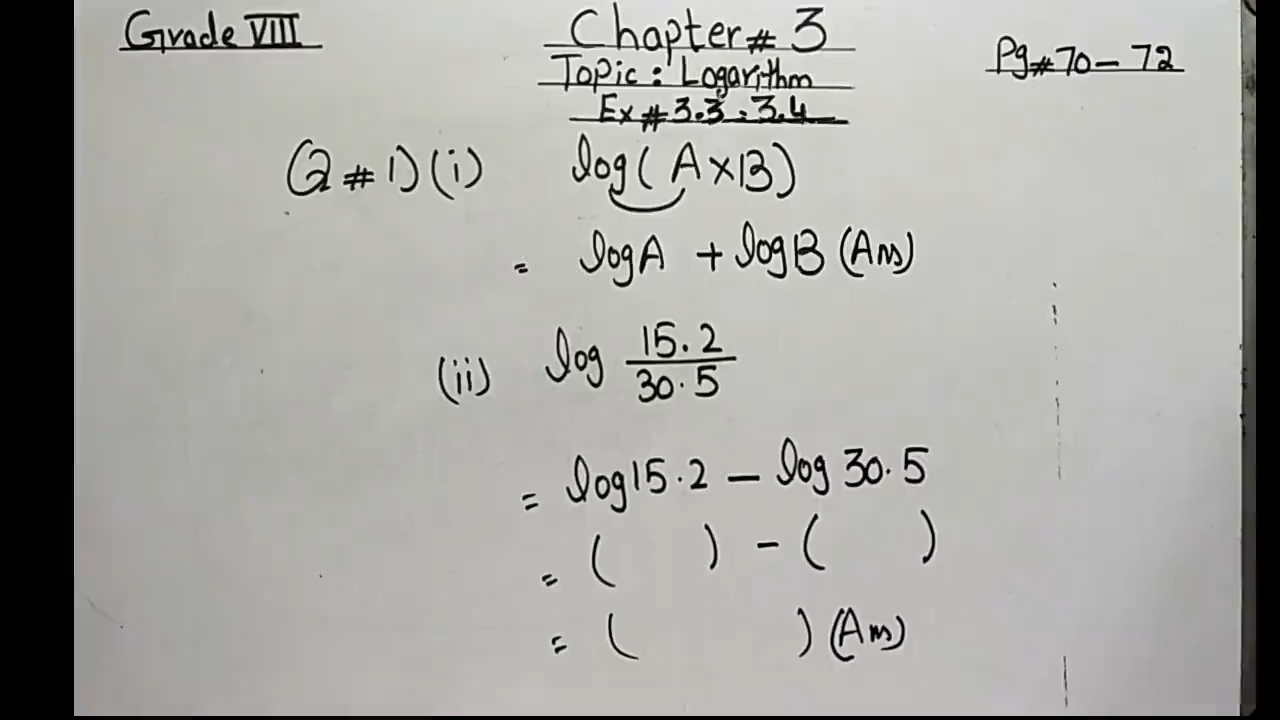 Grade VIII
Chapter # 3
Pg # 70 - 72
Topic : Logarithm
Ex # 3.3 : 3.4
Q # 1) (i) log( A × B)
= log A + log B (Ans)
(ii) log 15.2 / 30.5
= log 15.2 - log 30.5
= ( ) - ( )
= ( ) (Ans)